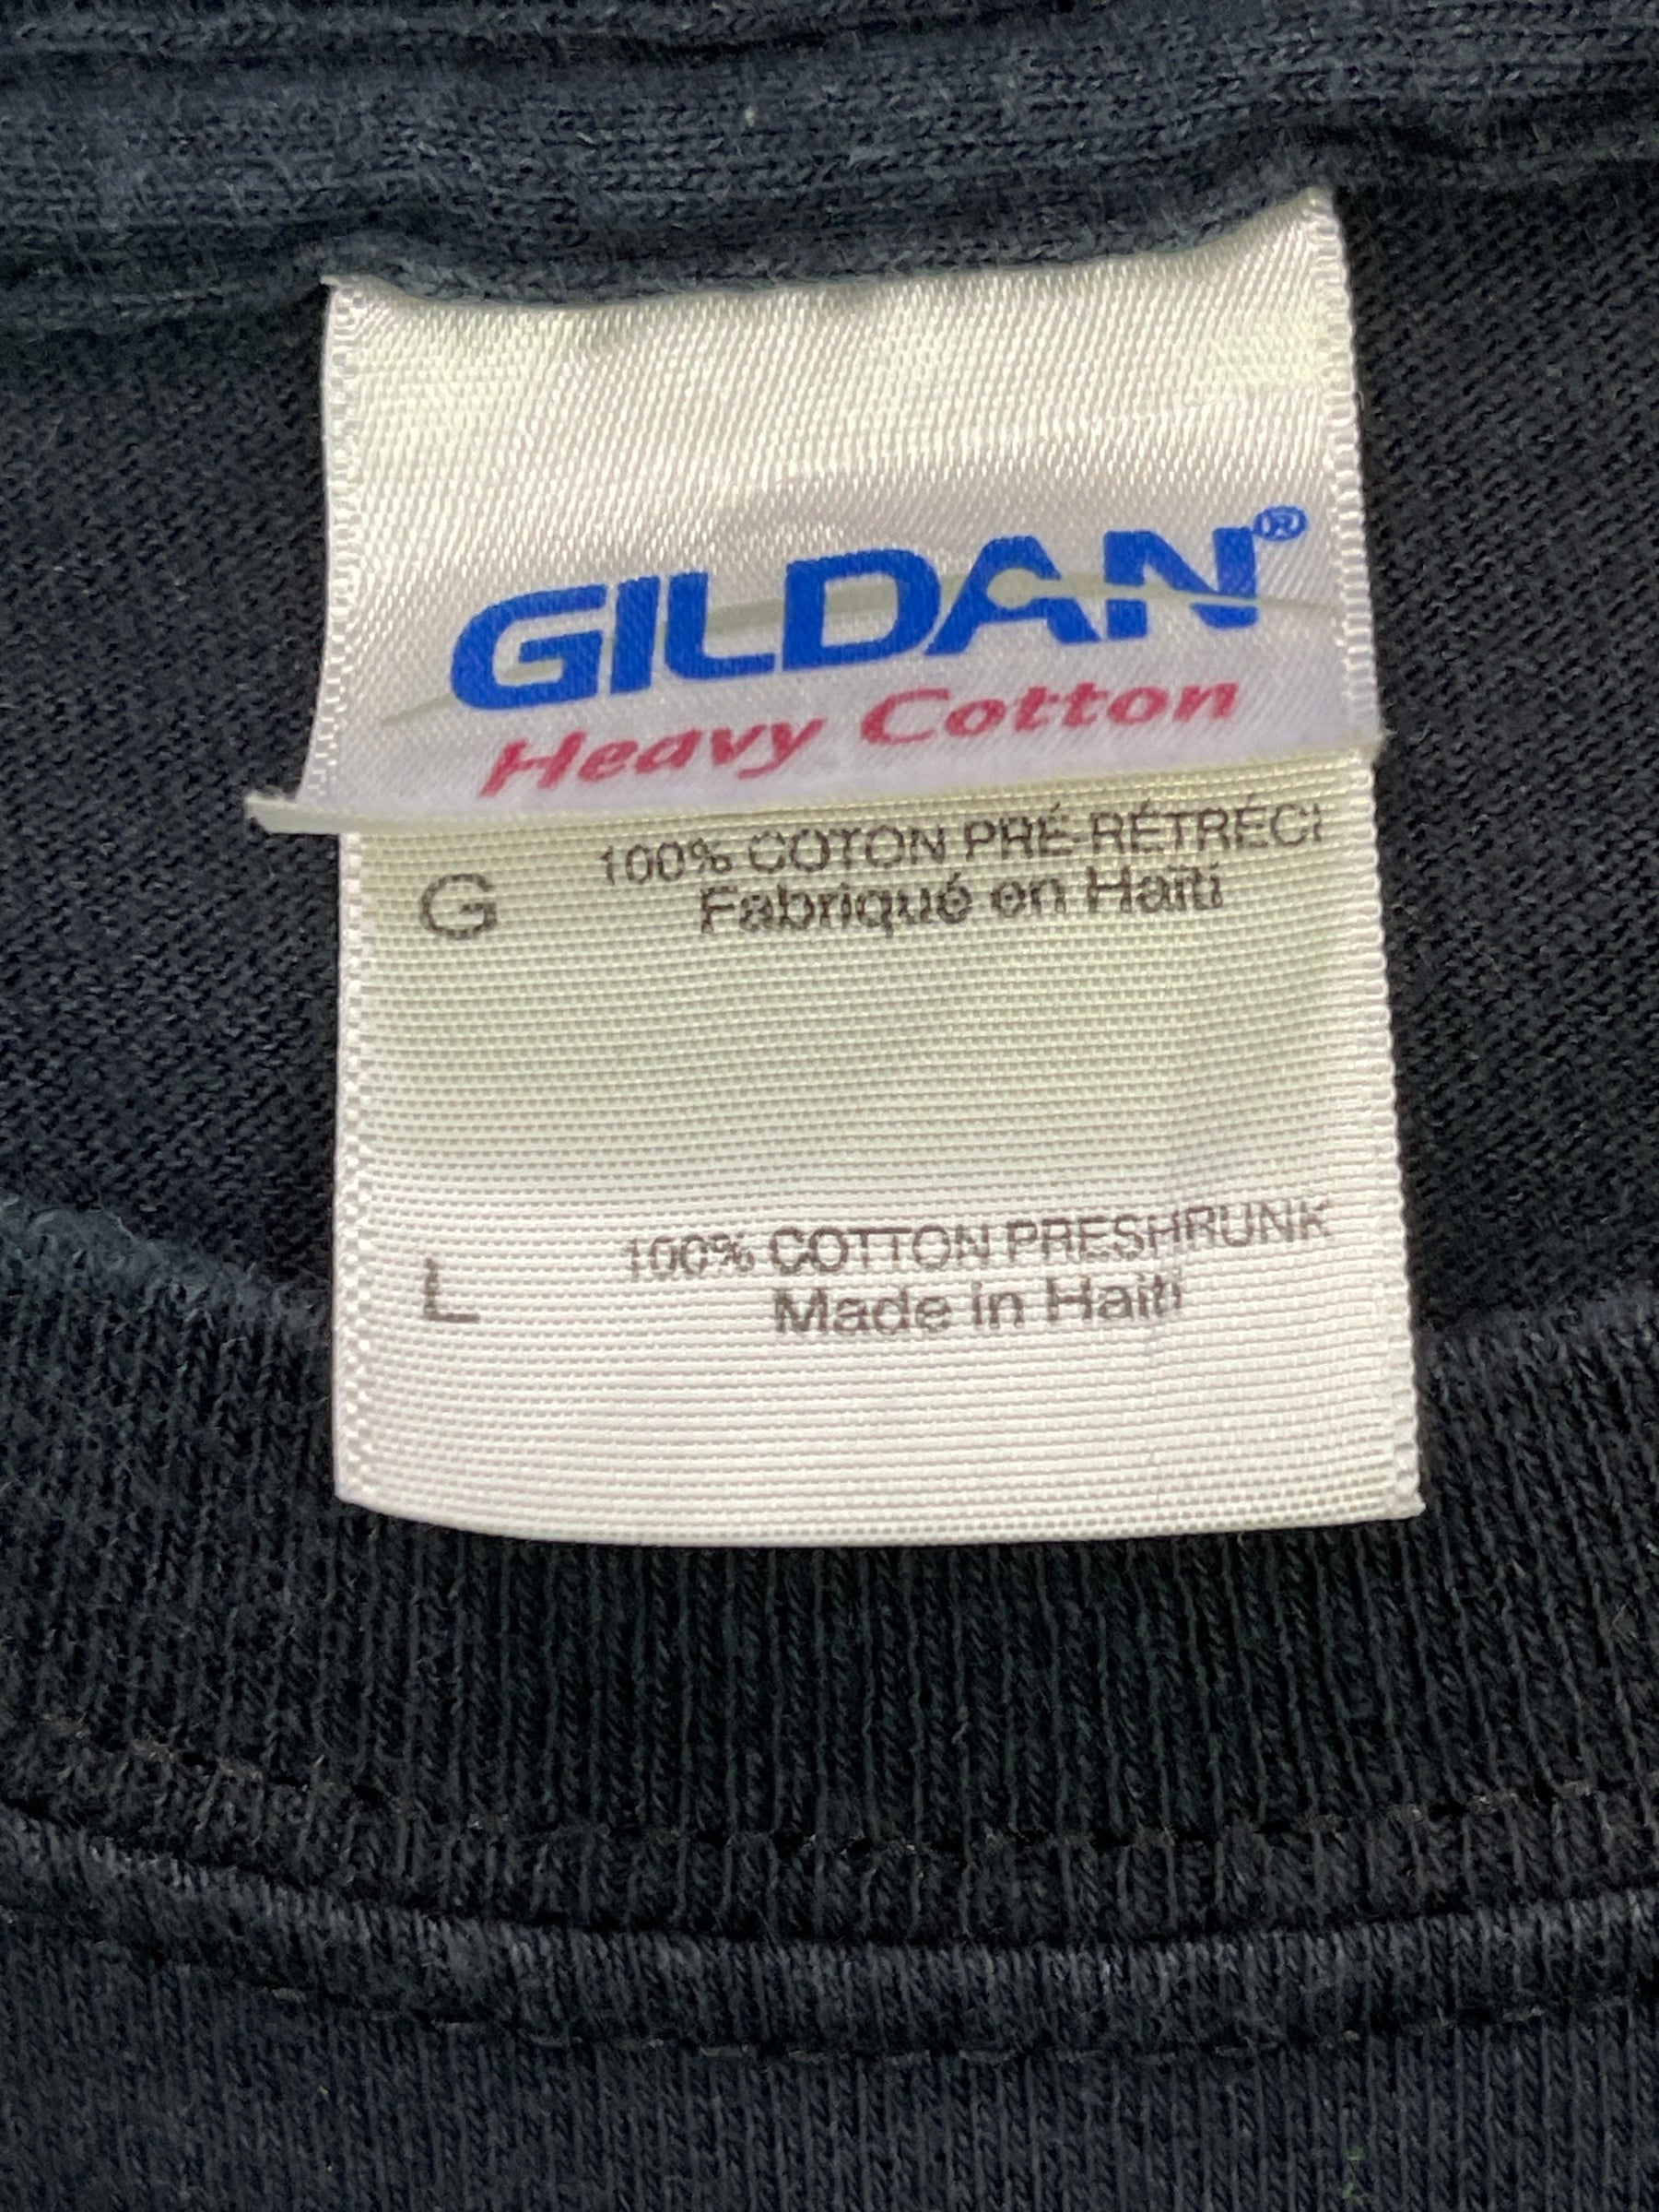 GILDAN®
Heavy Cotton
100% COTON PRÉ-RÉTRÉCI
G Fabriqué en Haïti
100% COTTON PRESHRUNK
L Made in Haiti